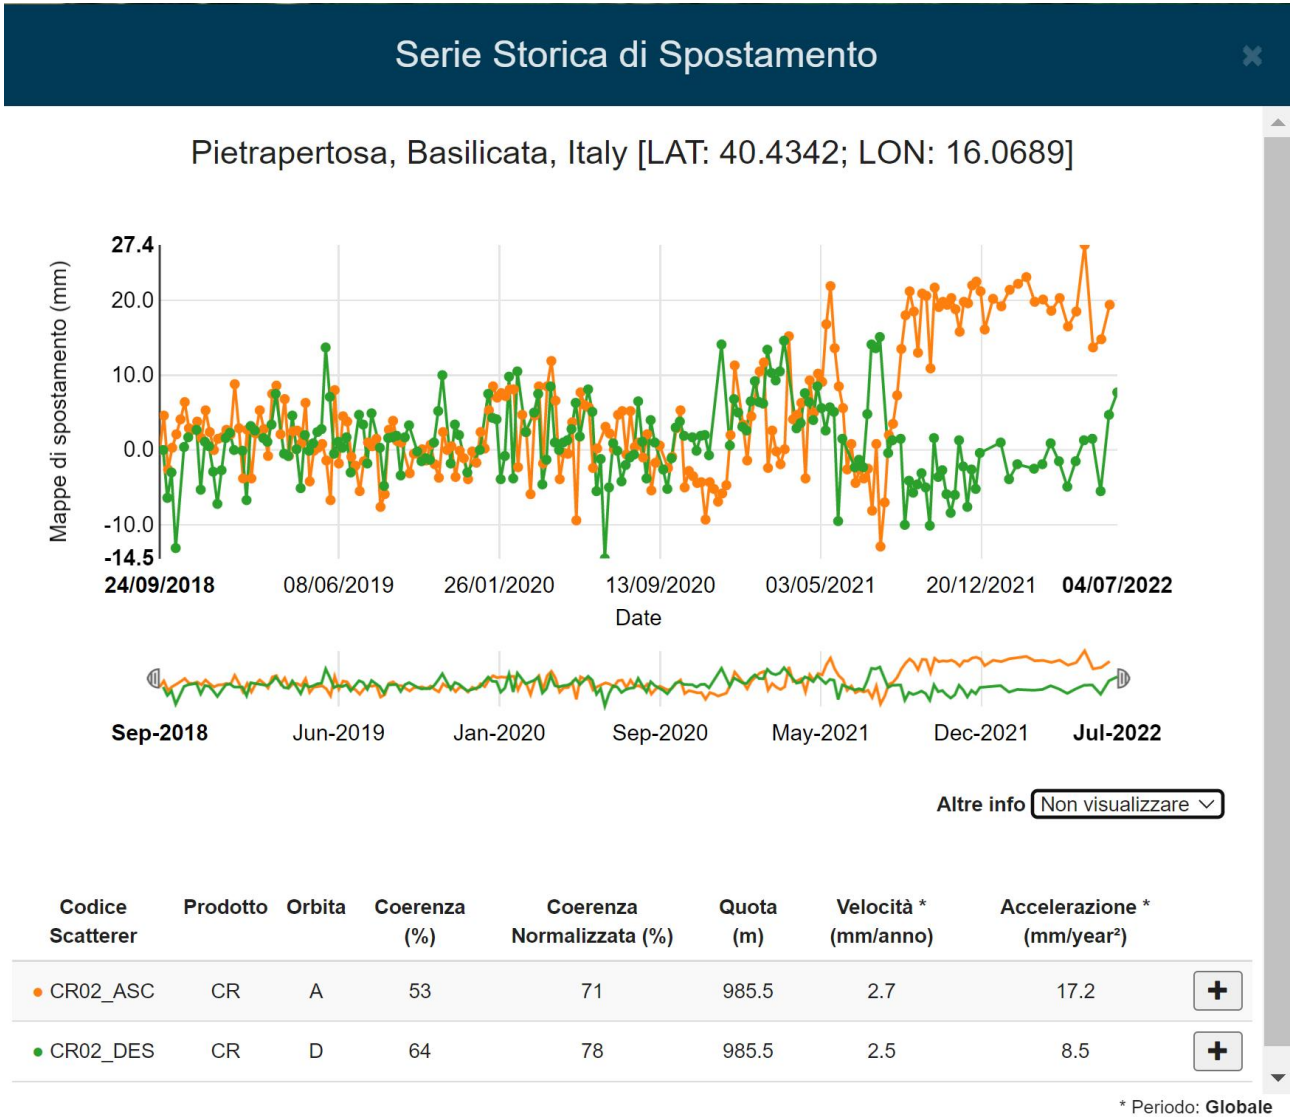 Serie Storica di Spostamento
Pietrapertosa, Basilicata, Italy [LAT: 40.4342; LON: 16.0689]
Mappe di spostamento (mm)
27.4
20.0
10.0
0.0
-10.0
-14.5
24/09/2018 08/06/2019 26/01/2020 13/09/2020 03/05/2021 20/12/2021 04/07/2022
Date
Sep-2018 Jun-2019 Jan-2020 Sep-2020 May-2021 Dec-2021 Jul-2022
Altre info Non visualizzare
Codice Scatterer Prodotto Orbita Coerenza (%) Coerenza Normalizzata (%) Quota (m) Velocità * (mm/anno) Accelerazione * (mm/year²)
CR02_ASC CR A 53 71 985.5 2.7 17.2
CR02_DES CR D 64 78 985.5 2.5 8.5
* Periodo: Globale